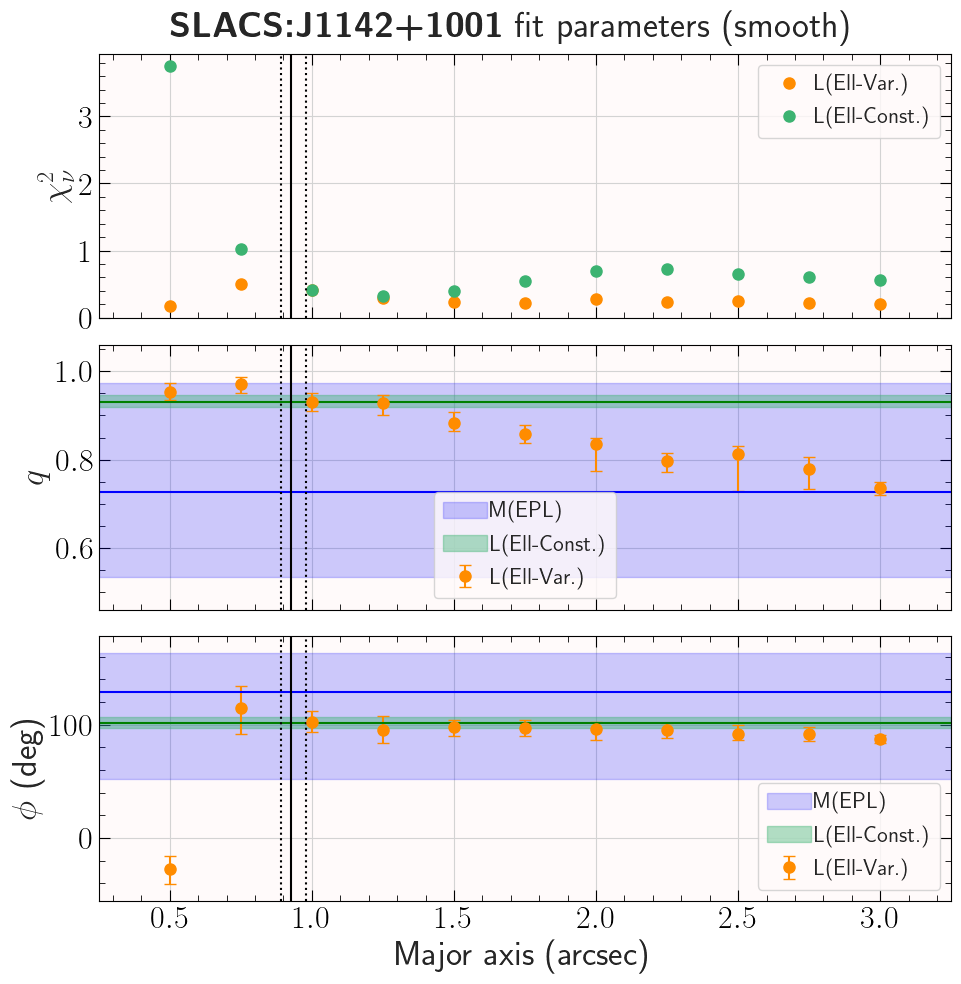 SLACS:J1142+1001 fit parameters (smooth)
L(Ell-Var.)
L(Ell-Const.)
3
2
1
0
χ²ᵥ
1.0
0.8
0.6
q
M(EPL)
L(Ell-Const.)
L(Ell-Var.)
100
0
ϕ (deg)
M(EPL)
L(Ell-Const.)
L(Ell-Var.)
0.5 1.0 1.5 2.0 2.5 3.0
Major axis (arcsec)